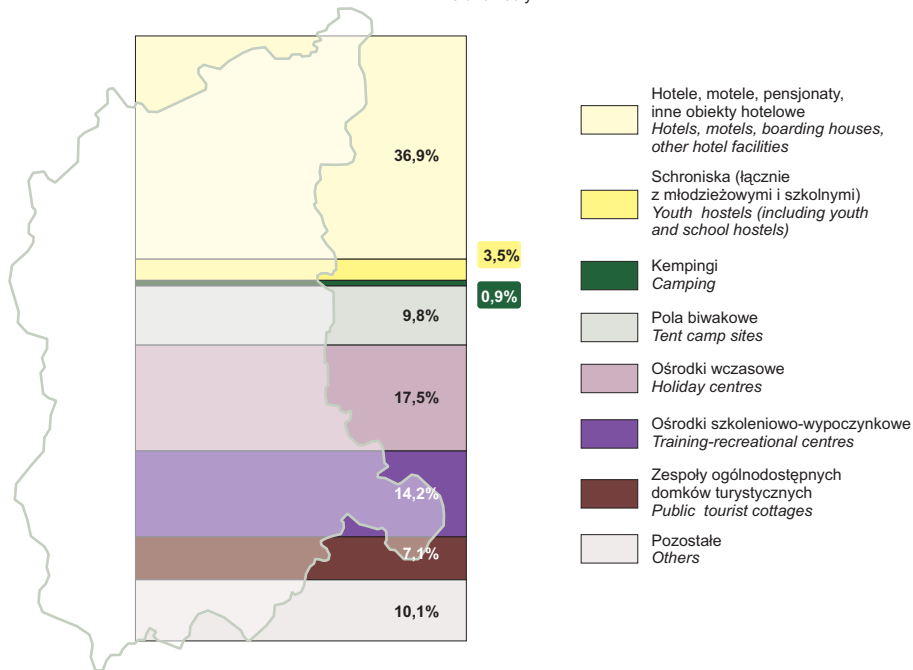 36,9%
3,5%
0,9%
9,8%
17,5%
14,2%
7,1%
10,1%
Hotele, motele, pensjonaty,
inne obiekty hotelowe
Hotels, motels, boarding houses,
other hotel facilities
Schroniska (łącznie
z młodzieżowymi i szkolnymi)
Youth hostels (including youth
and school hostels)
Kempingi
Camping
Pola biwakowe
Tent camp sites
Ośrodki wczasowe
Holiday centres
Ośrodki szkoleniowo-wypoczynkowe
Training-recreational centres
Zespoły ogólnodostępnych
domków turystycznych
Public tourist cottages
Pozostałe
Others